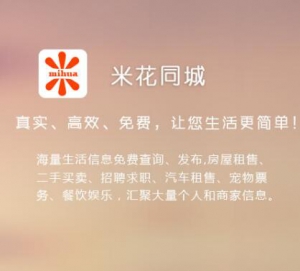 mihua
米花同城
真实、高效、免费，让您生活更简单！
海量生活信息免费查询、发布,房屋租售、
二手买卖、招聘求职、汽车租售、宠物票
务、餐饮娱乐，汇聚大量个人和商家信息。